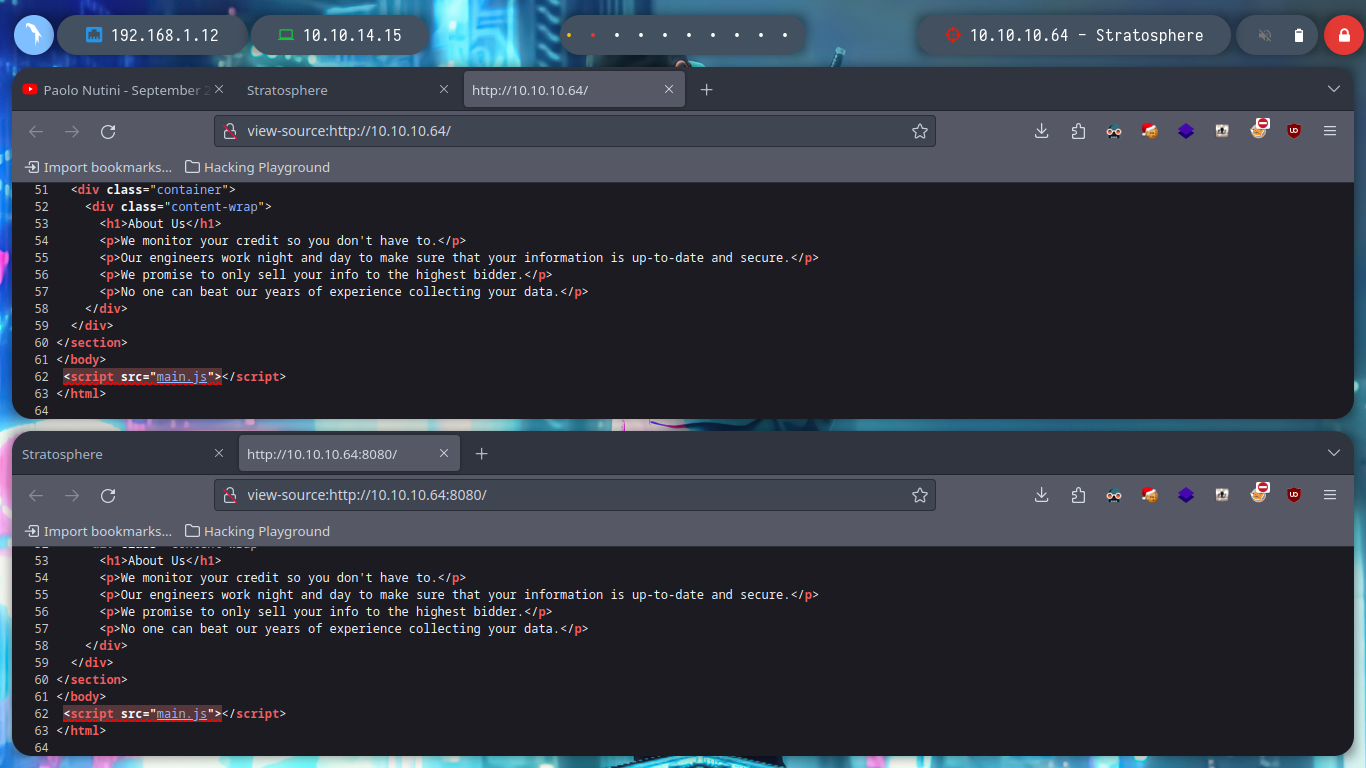 192.168.1.12
10.10.14.15
10.10.10.64 - Stratosphere
Paolo Nutini - September
Stratosphere
http://10.10.10.64/
view-source:http://10.10.10.64/
Import bookmarks...
Hacking Playground
51 <div class="container">
52 <div class="content-wrap">
53 <h1>About Us</h1>
54 <p>We monitor your credit so you don't have to.</p>
55 <p>Our engineers work night and day to make sure that your information is up-to-date and secure.</p>
56 <p>We promise to only sell your info to the highest bidder.</p>
57 <p>No one can beat our years of experience collecting your data.</p>
58 </div>
59 </div>
60 </section>
61 </body>
62 <script src="main.js"></script>
63 </html>
64
Stratosphere
http://10.10.10.64:8080/
view-source:http://10.10.10.64:8080/
Import bookmarks...
Hacking Playground
53 <h1>About Us</h1>
54 <p>We monitor your credit so you don't have to.</p>
55 <p>Our engineers work night and day to make sure that your information is up-to-date and secure.</p>
56 <p>We promise to only sell your info to the highest bidder.</p>
57 <p>No one can beat our years of experience collecting your data.</p>
58 </div>
59 </div>
60 </section>
61 </body>
62 <script src="main.js"></script>
63 </html>
64